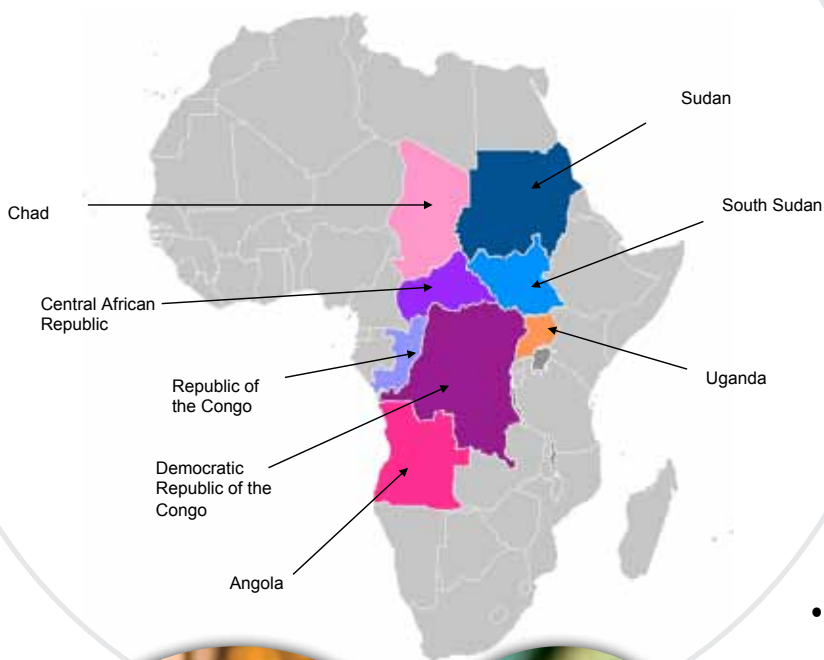 Sudan
Chad
South Sudan
Central African
Republic
Republic of
the Congo
Uganda
Democratic
Republic of the
Congo
Angola
•